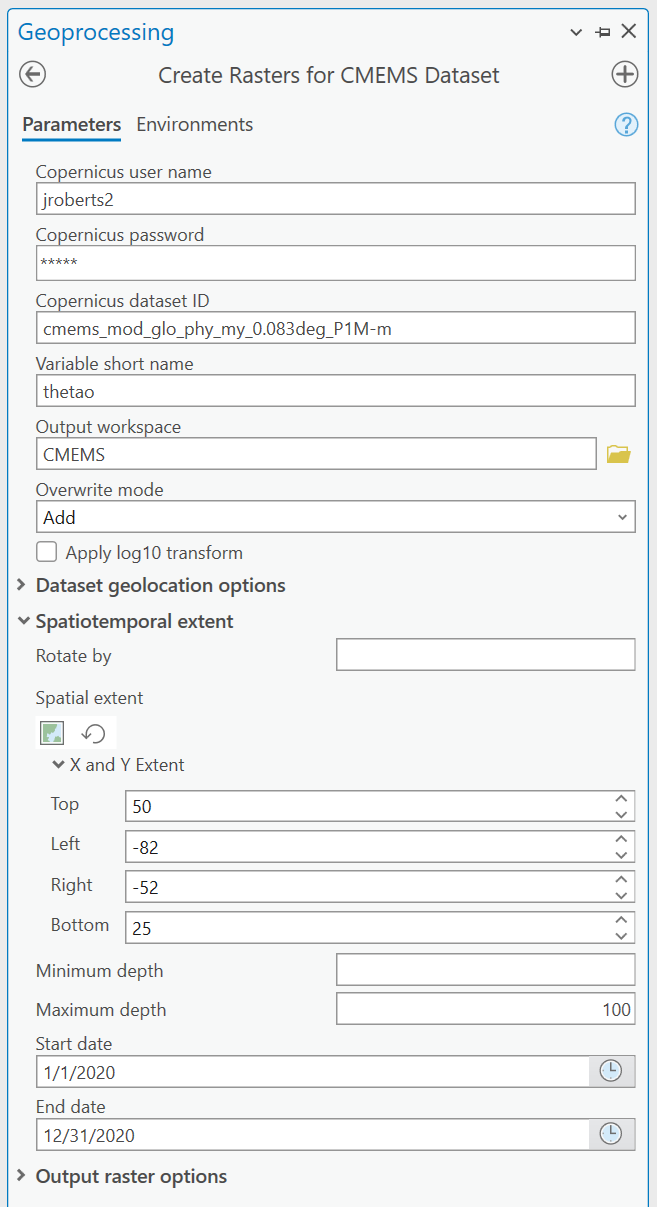 Geoprocessing
Create Rasters for CMEMS Dataset
Parameters Environments
?
Copernicus user name
jroberts2
Copernicus password
*****
Copernicus dataset ID
cmems_mod_glo_phy_my_0.083deg_P1M-m
Variable short name
thetao
Output workspace
CMEMS
Overwrite mode
Add
Apply log10 transform
Dataset geolocation options
Spatiotemporal extent
Rotate by
Spatial extent
X and Y Extent
Top 50
Left -82
Right -52
Bottom 25
Minimum depth
Maximum depth 100
Start date
1/1/2020
End date
12/31/2020
Output raster options